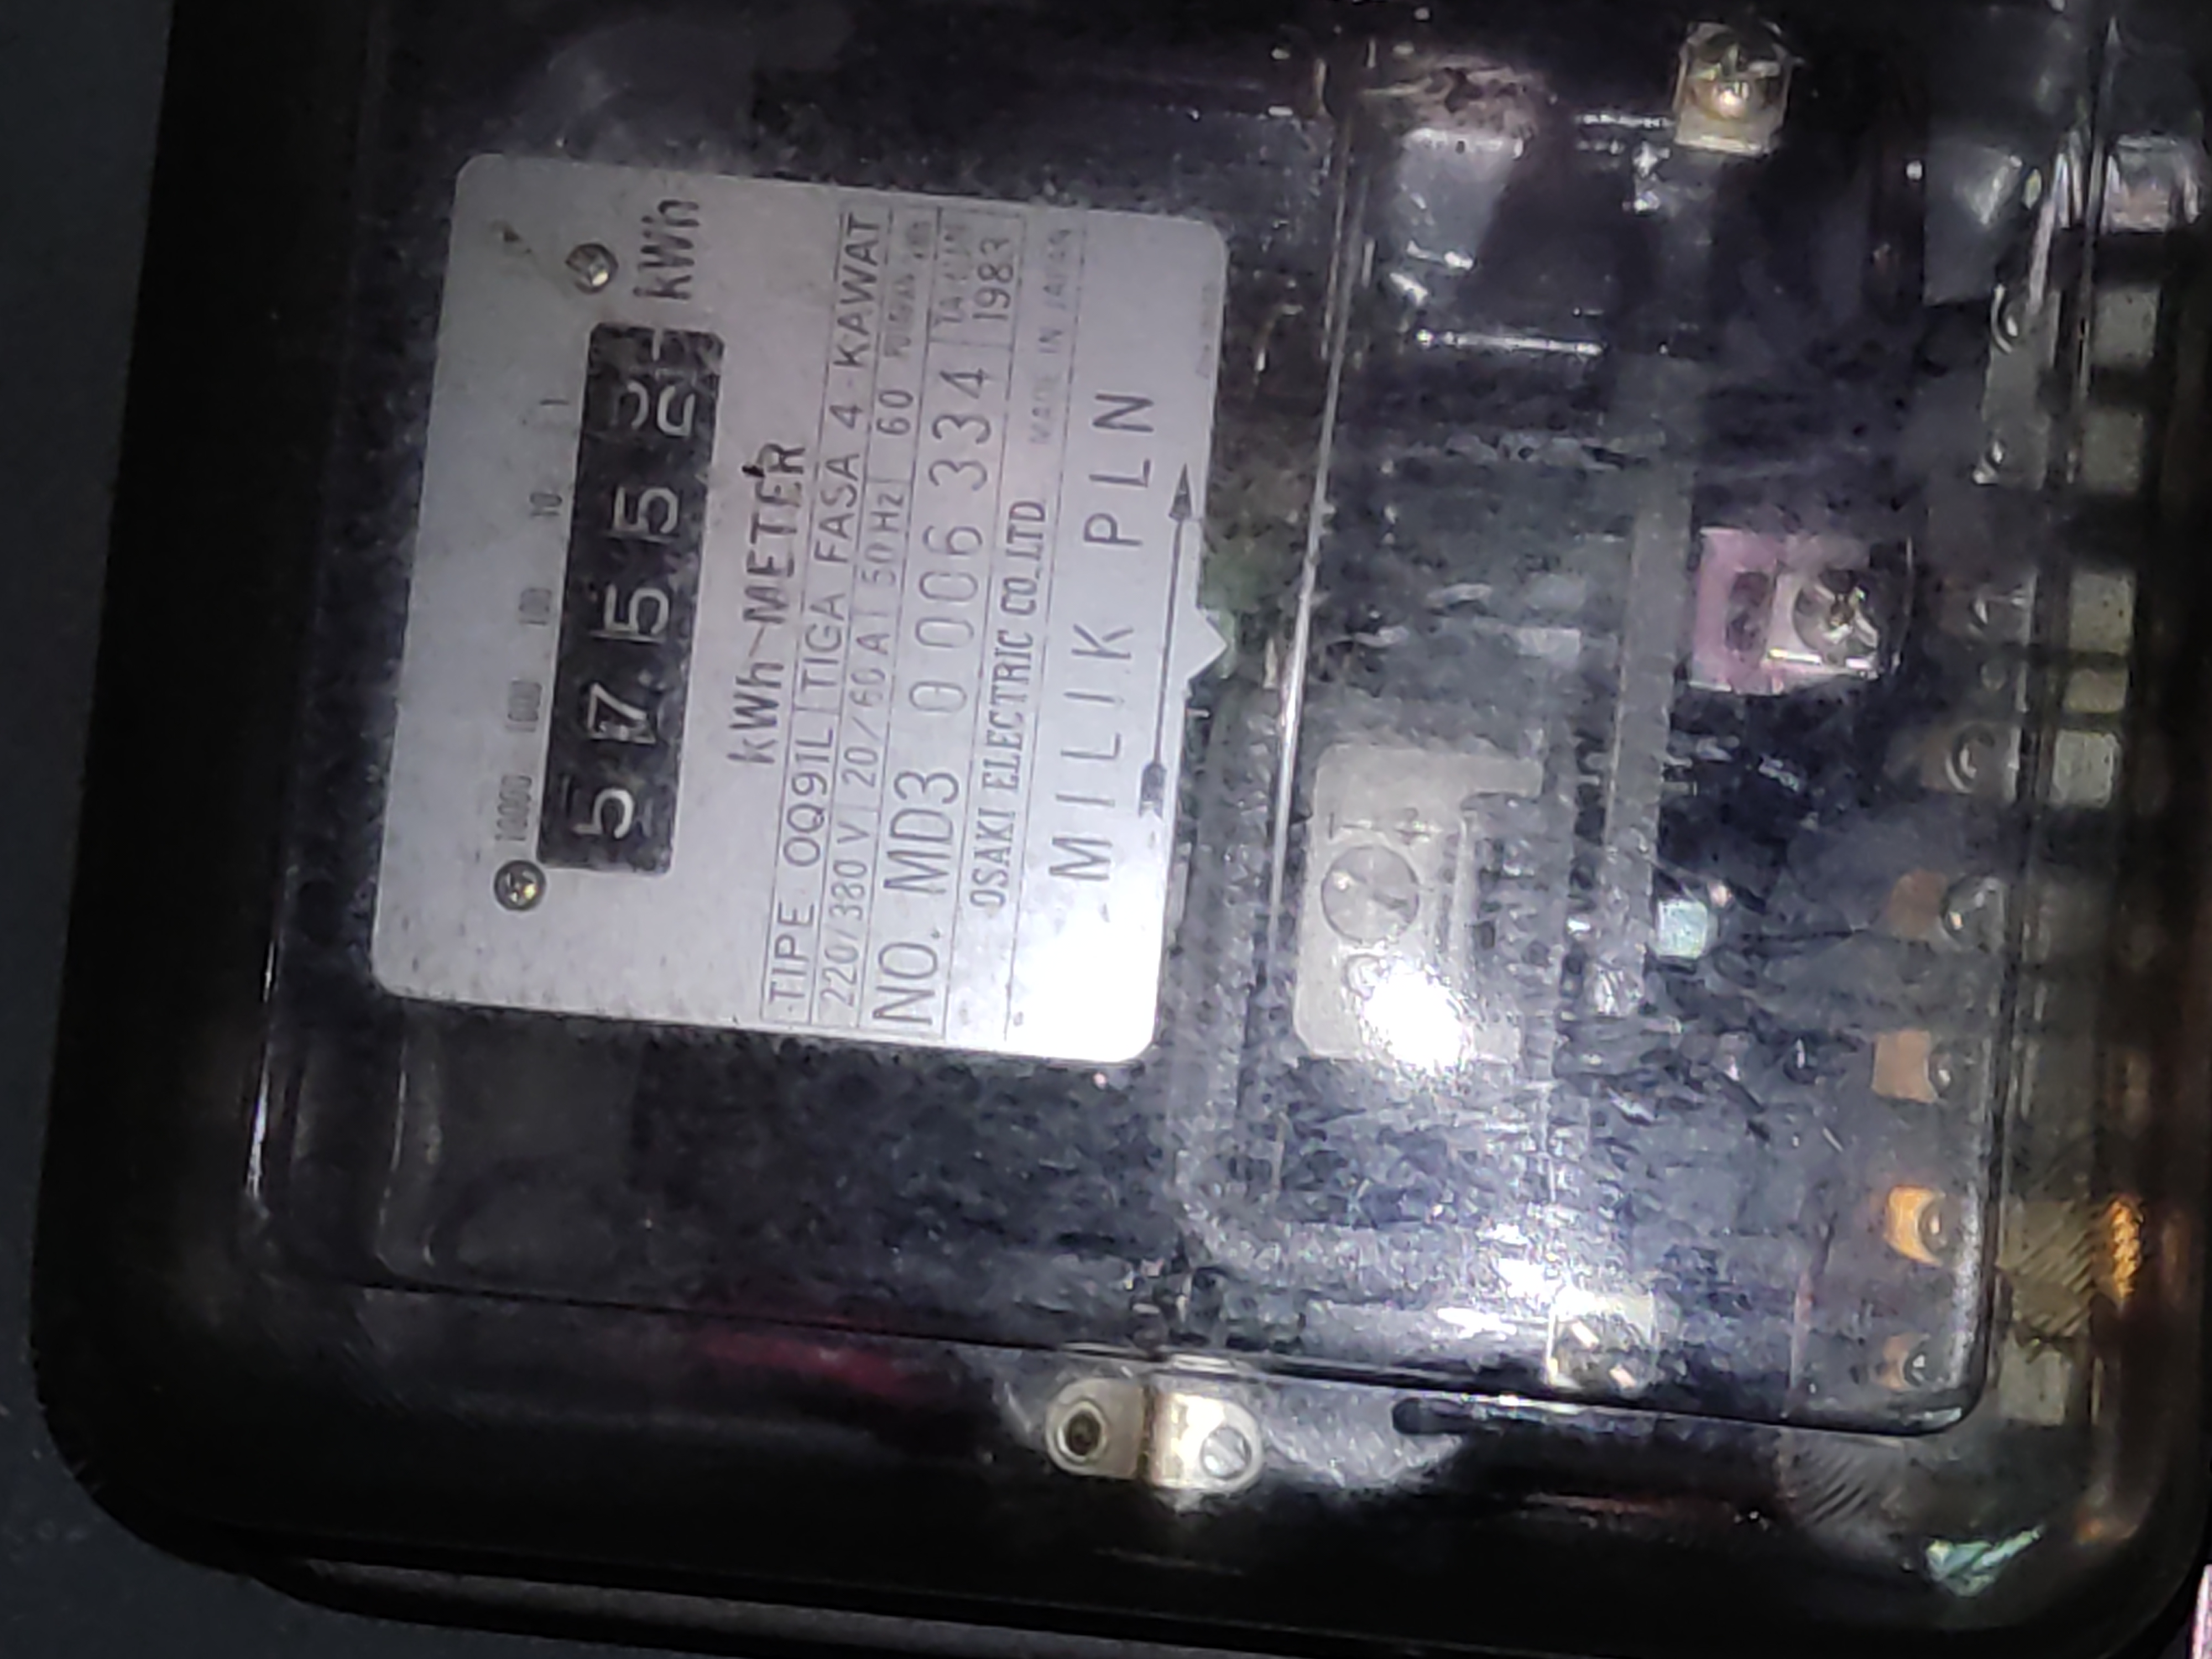 10000 1000 100 10 1
5 7 5 5
kWh
kWh-METER
TIPE OQ91L TIGA FASA 4 KAWAT
220/380 V 20/60 A 50 Hz 60
NO. MD3 0 006 334 TAHUN 1983
OSAKI ELECTRIC CO.,LTD MADE IN JAPAN
MILIK PLN